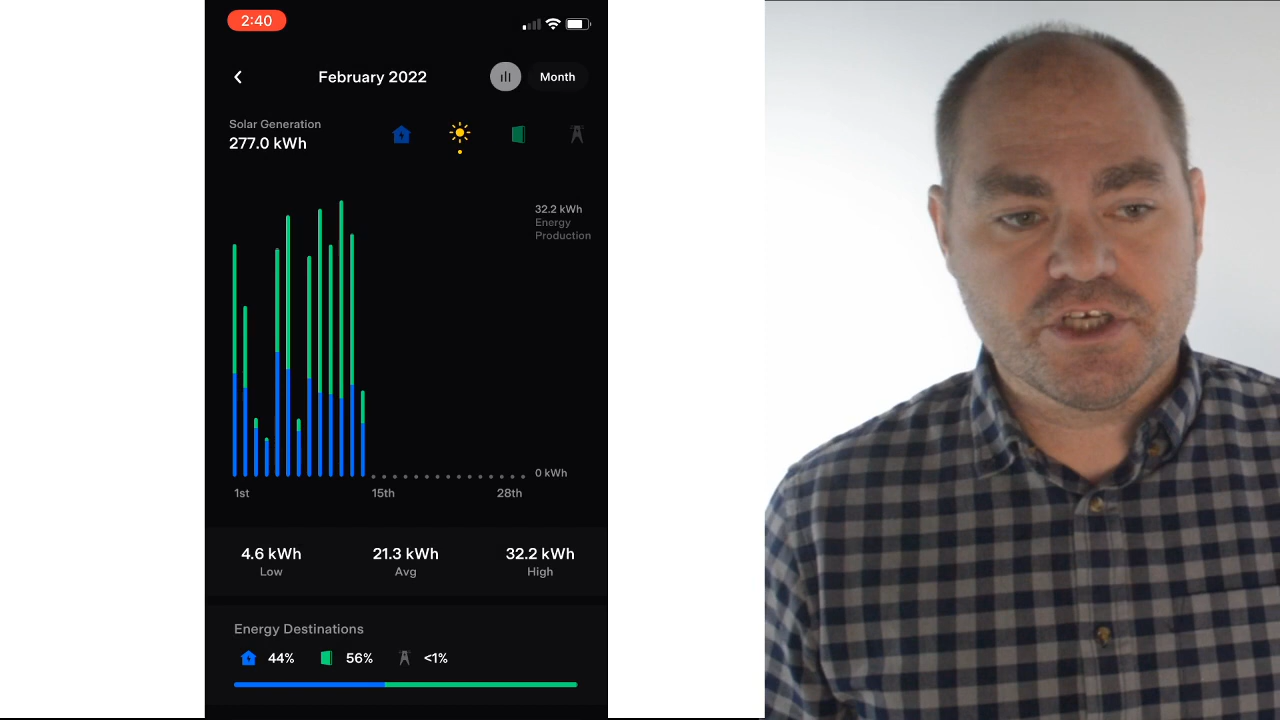 2:40
February 2022
Month
Solar Generation
277.0 kWh
32.2 kWh
Energy
Production
0 kWh
1st 15th 28th
4.6 kWh 21.3 kWh 32.2 kWh
Low Avg High
Energy Destinations
44% 56% <1%